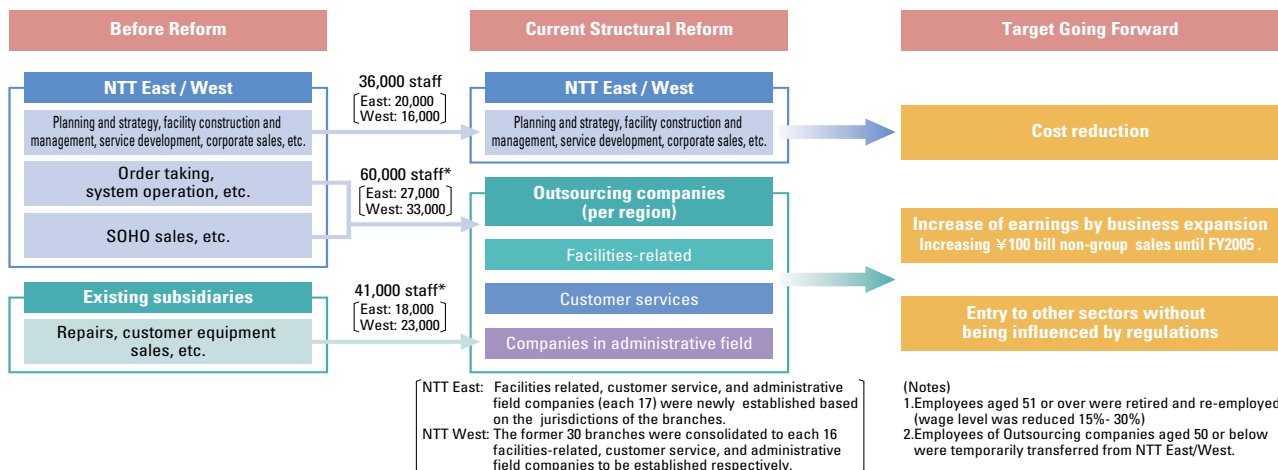 Before Reform
Current Structural Reform
Target Going Forward
NTT East / West
Planning and strategy, facility construction and
management, service development, corporate sales, etc.
Order taking,
system operation, etc.
SOHO sales, etc.
Existing subsidiaries
Repairs, customer equipment
sales, etc.
36,000 staff
[East: 20,000
West: 16,000]
60,000 staff*
[East: 27,000
West: 33,000]
41,000 staff*
[East: 18,000
West: 23,000]
NTT East / West
Planning and strategy, facility construction and
management, service development, corporate sales, etc.
Outsourcing companies
(per region)
Facilities-related
Customer services
Companies in administrative field
Cost reduction
Increase of earnings by business expansion
Increasing ¥100 bill non-group sales until FY2005 .
Entry to other sectors without
being influenced by regulations
[NTT East: Facilities related, customer service, and administrative
field companies (each 17) were newly established based
on the jurisdictions of the branches.
NTT West: The former 30 branches were consolidated to each 16
facilities-related, customer service, and administrative
field companies to be established respectively.
(Notes)
1.Employees aged 51 or over were retired and re-employed
(wage level was reduced 15%- 30%)
2.Employees of Outsourcing companies aged 50 or below
were temporarily transferred from NTT East/West.